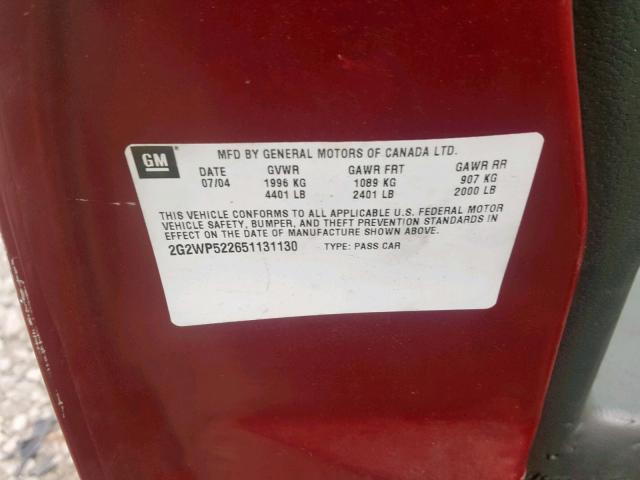 GM
MFD BY GENERAL MOTORS OF CANADA LTD.
DATE GVWR GAWR FRT GAWR RR
07/04 1996 KG 1089 KG 907 KG
4401 LB 2401 LB 2000 LB
THIS VEHICLE CONFORMS TO ALL APPLICABLE U.S. FEDERAL MOTOR
VEHICLE SAFETY, BUMPER, AND THEFT PREVENTION STANDARDS IN
EFFECT ON THE DATE OF MANUFACTURE SHOWN ABOVE.
2G2WP522651131130 TYPE: PASS CAR